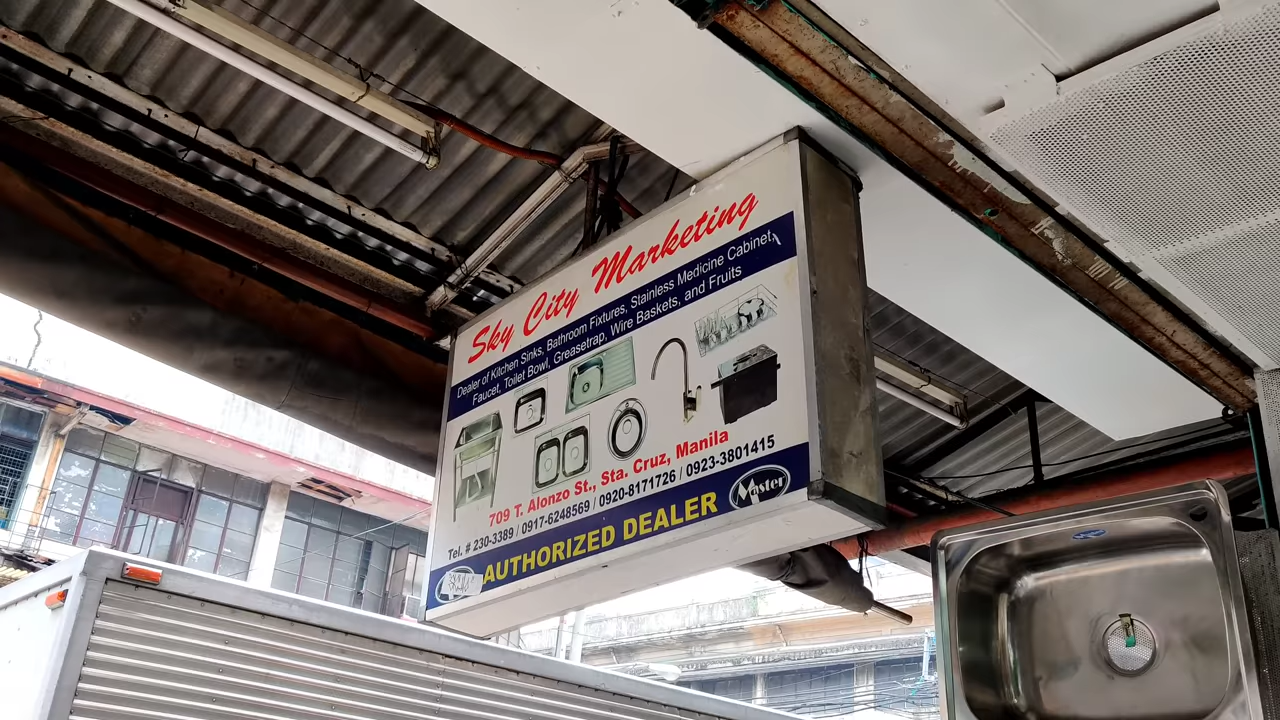 Sky City Marketing
Dealer of Kitchen Sinks, Bathroom Fixtures, Stainless Medicine Cabinet,
Faucet, Toilet Bowl, Greasetrap, Wire Baskets, and Fruits
709 T. Alonzo St., Sta. Cruz, Manila
Tel. # 230-3389 / 0917-6248569 / 0920-8171726 / 0923-3801415
AUTHORIZED DEALER
Master